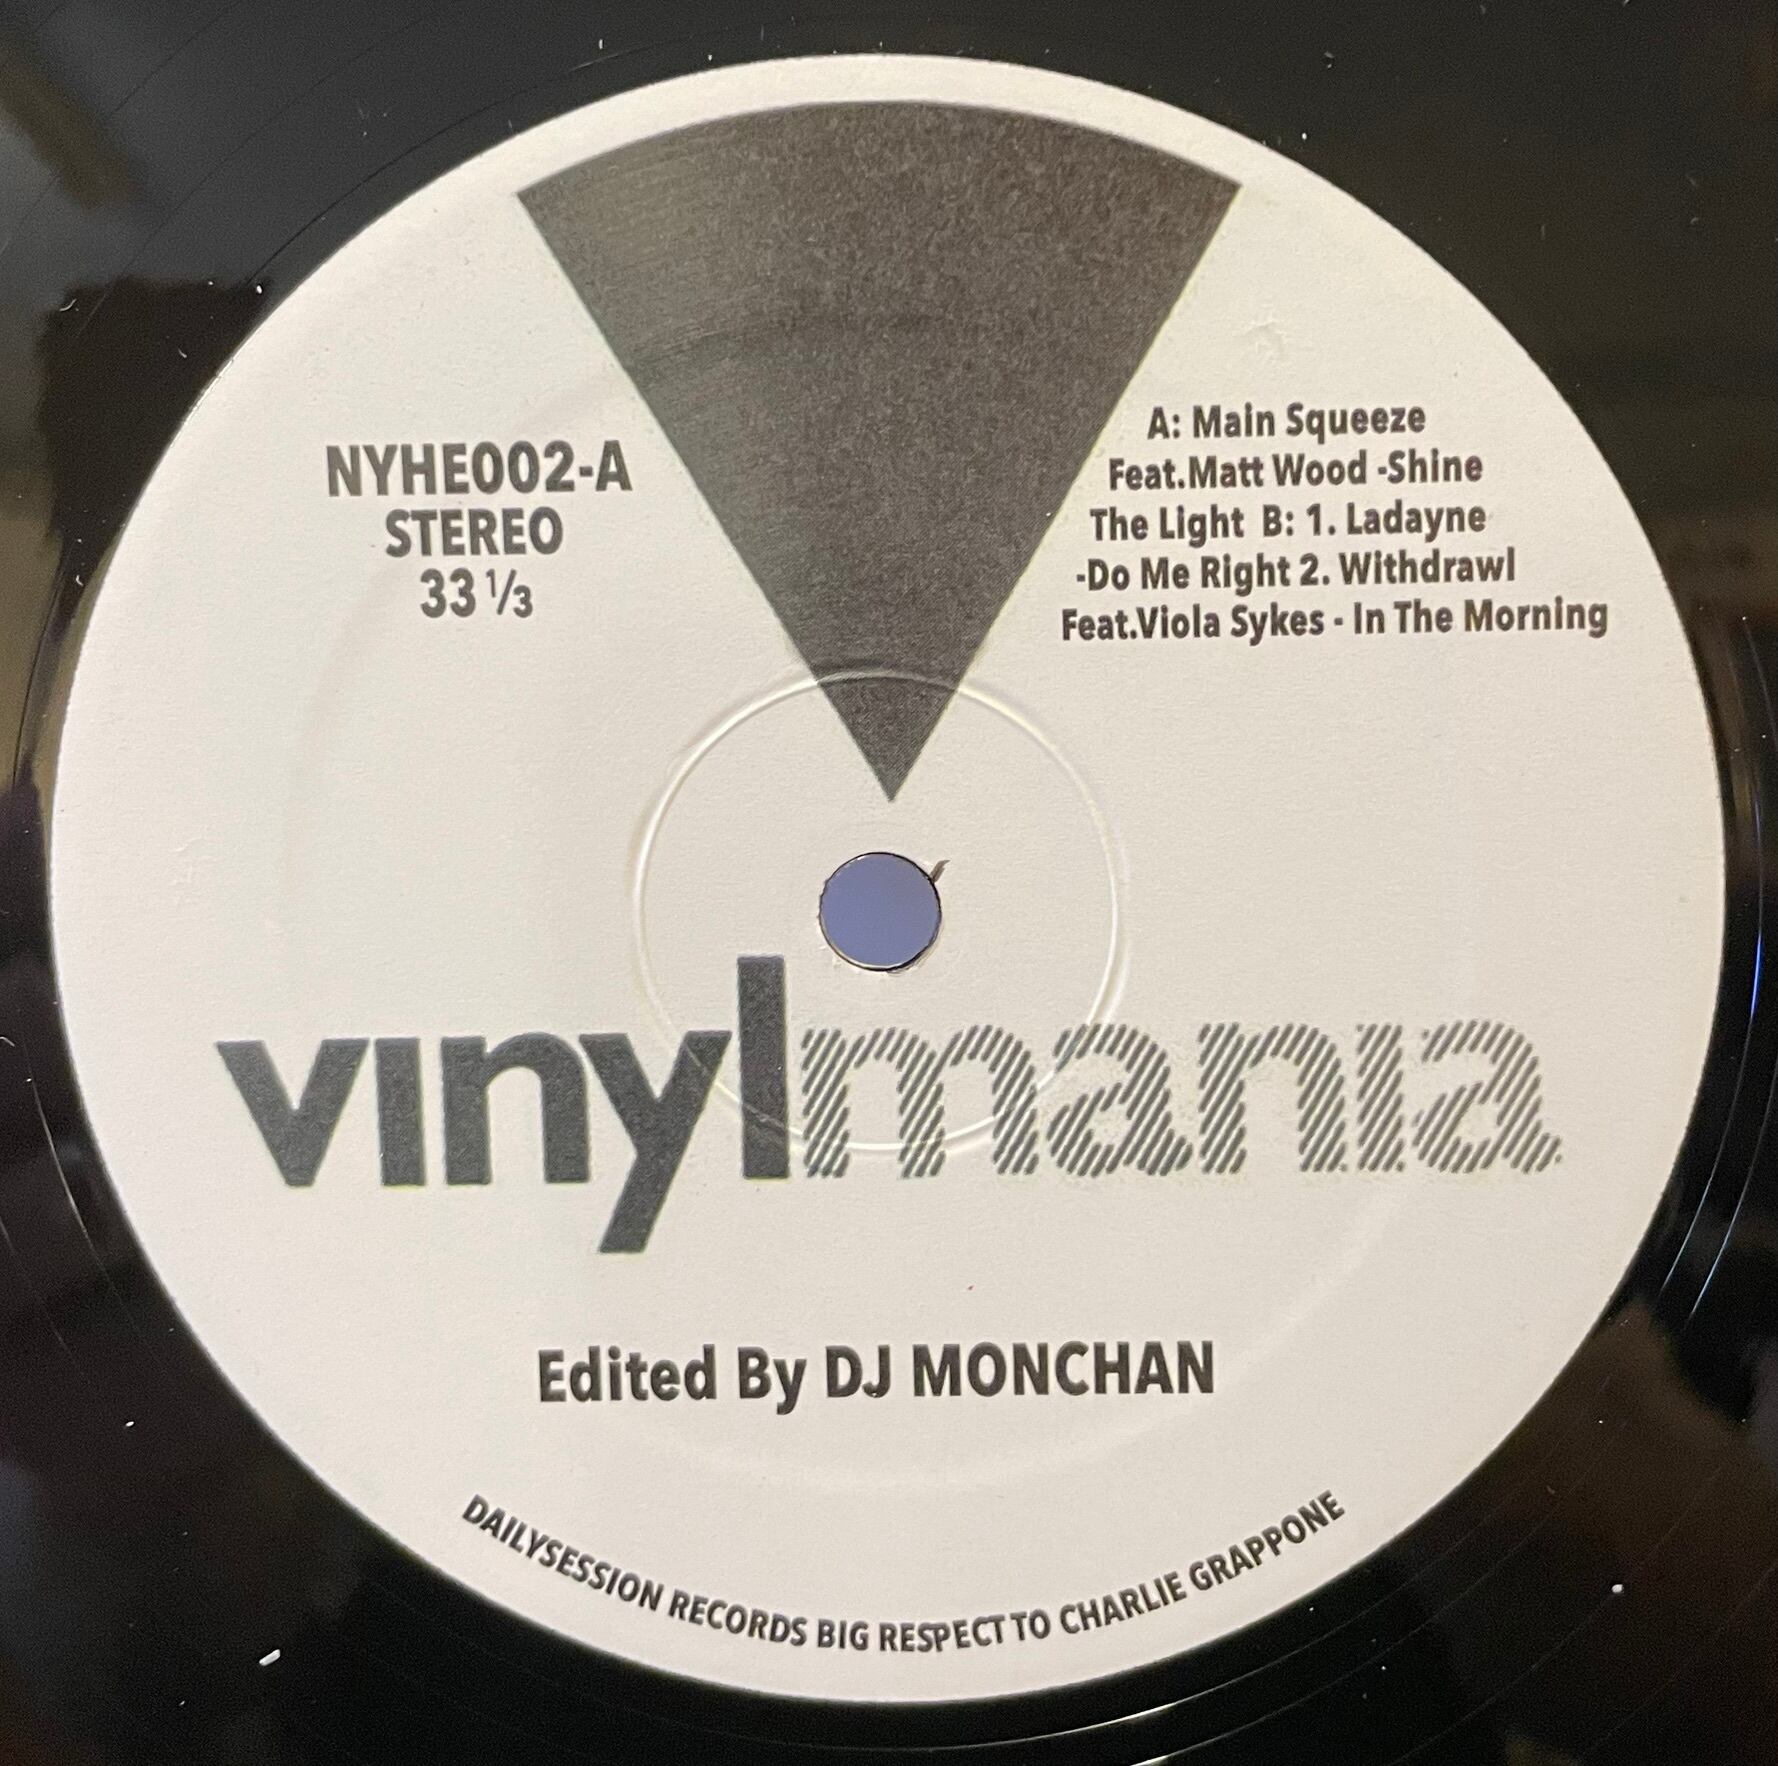 NYHE002-A
STEREO
33 ⅓
A: Main Squeeze
Feat.Matt Wood -Shine
The Light B: 1. Ladayne
-Do Me Right 2. Withdrawl
Feat.Viola Sykes - In The Morning
vinylmania
Edited By DJ MONCHAN
DAILYSESSION RECORDS BIG RESPECT TO CHARLIE GRAPPONE